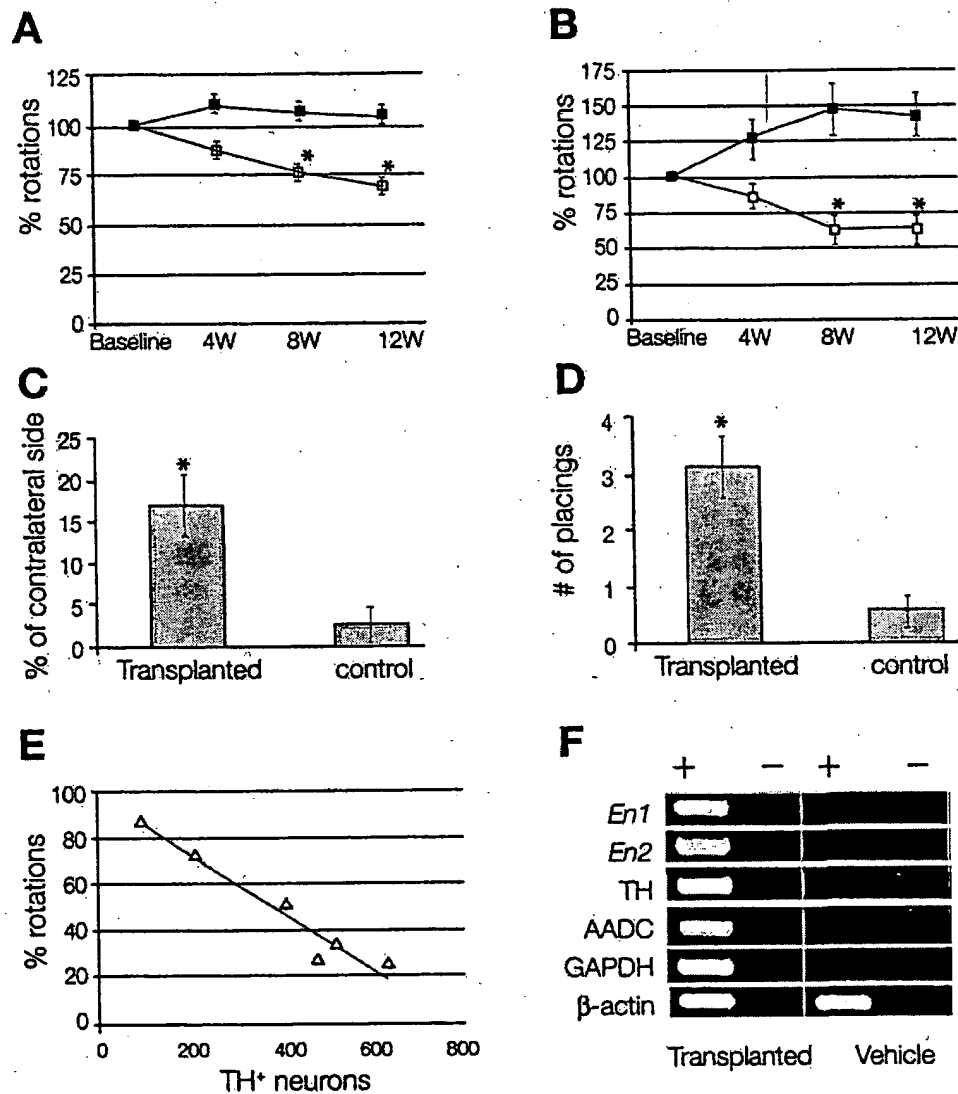 A
% rotations
125
100
75
50
25
0
Baseline 4W 8W 12W
*
*
B
% rotations
175
150
125
100
75
50
25
0
Baseline 4W 8W 12W
* *
C
% of contralateral side
25
20
15
10
5
0
*
Transplanted control
D
# of placings
4
3
2
1
0
*
Transplanted control
E
% rotations
100
80
60
40
20
0
0 200 400 600 800
TH+ neurons
F
+ − + −
En1
En2
TH
AADC
GAPDH
β-actin
Transplanted Vehicle